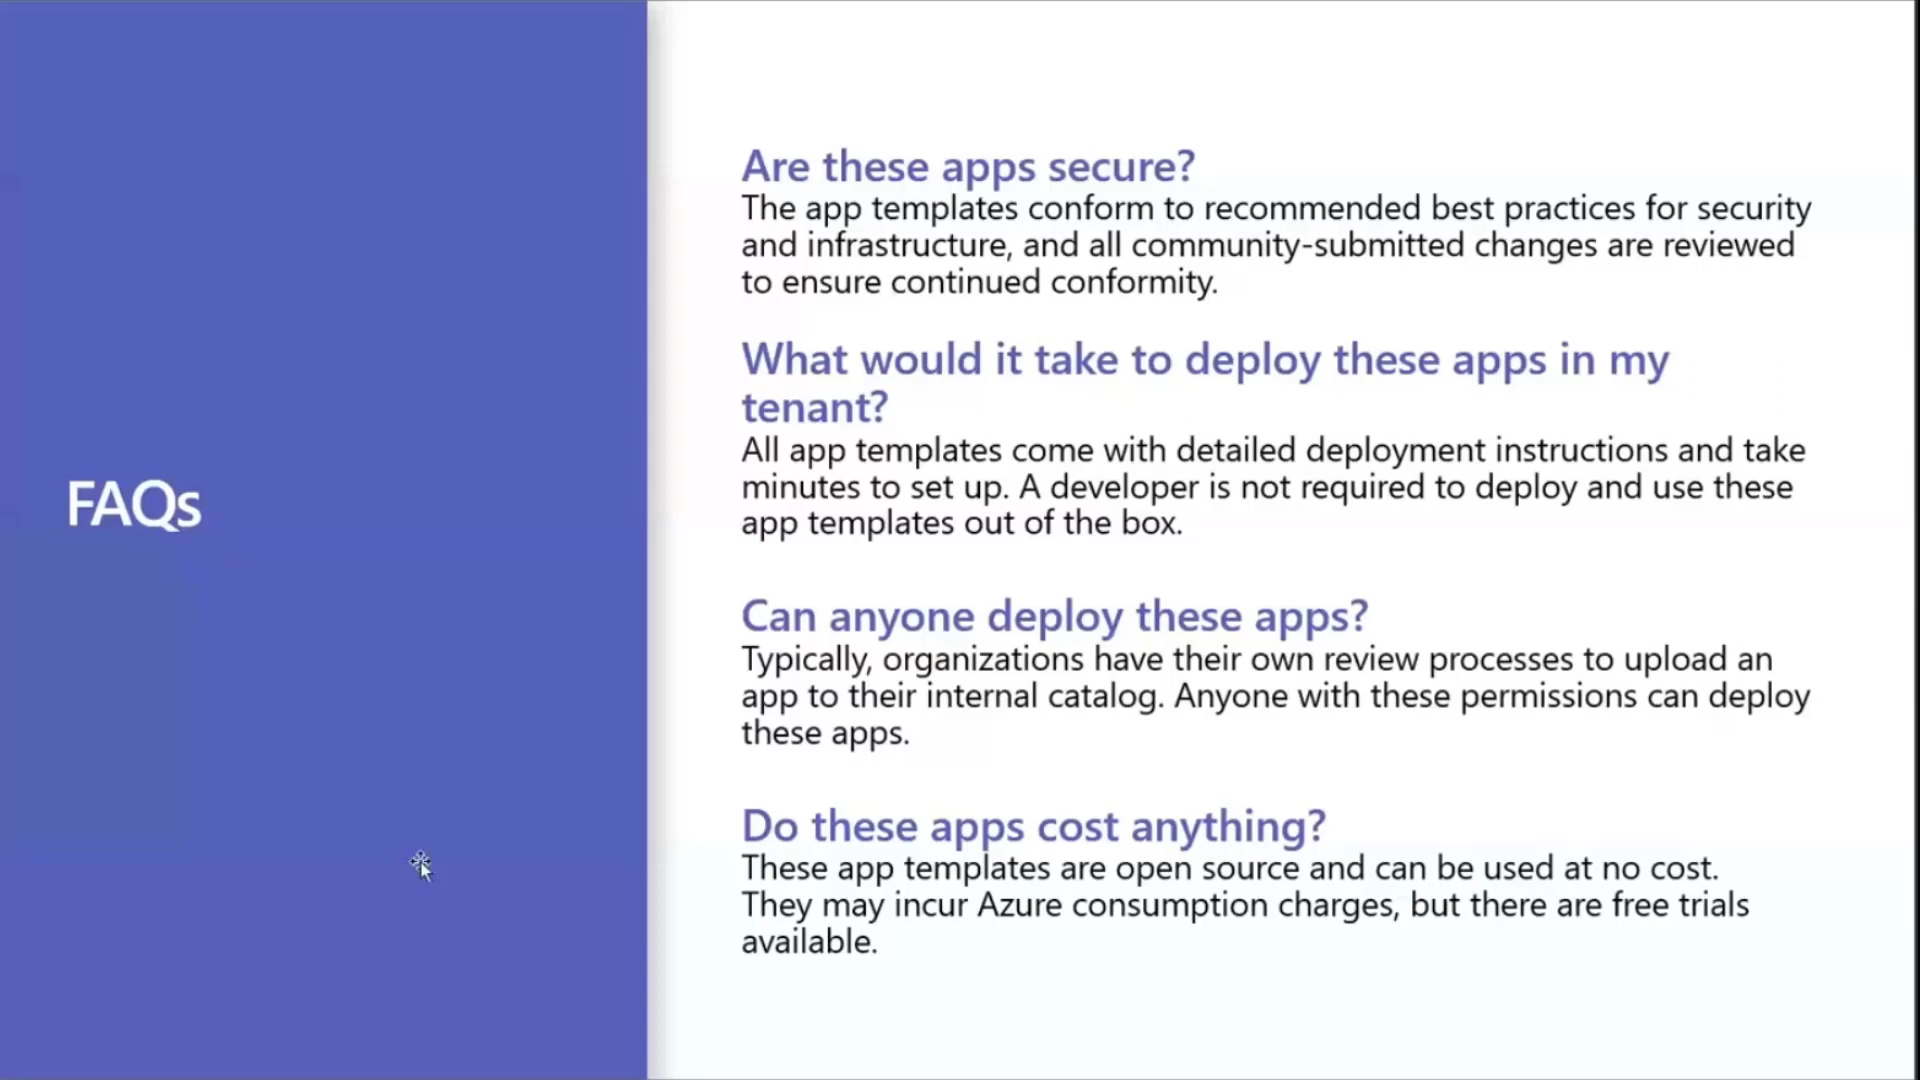 FAQs
Are these apps secure?
The app templates conform to recommended best practices for security
and infrastructure, and all community-submitted changes are reviewed
to ensure continued conformity.
What would it take to deploy these apps in my
tenant?
All app templates come with detailed deployment instructions and take
minutes to set up. A developer is not required to deploy and use these
app templates out of the box.
Can anyone deploy these apps?
Typically, organizations have their own review processes to upload an
app to their internal catalog. Anyone with these permissions can deploy
these apps.
Do these apps cost anything?
These app templates are open source and can be used at no cost.
They may incur Azure consumption charges, but there are free trials
available.